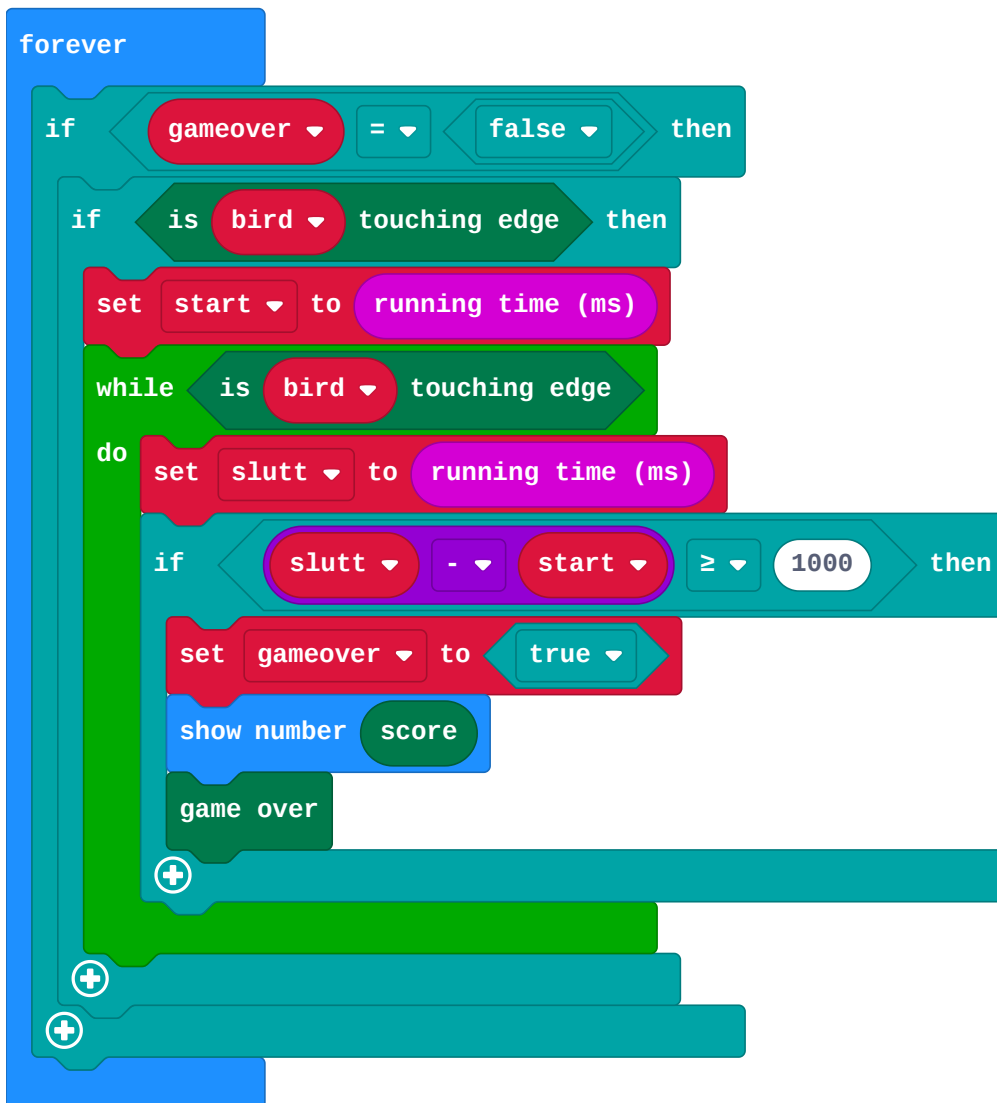 forever
if gameover = false then
if is bird touching edge then
set start to running time (ms)
while is bird touching edge
do
set slutt to running time (ms)
if slutt - start ≥ 1000 then
set gameover to true
show number score
game over